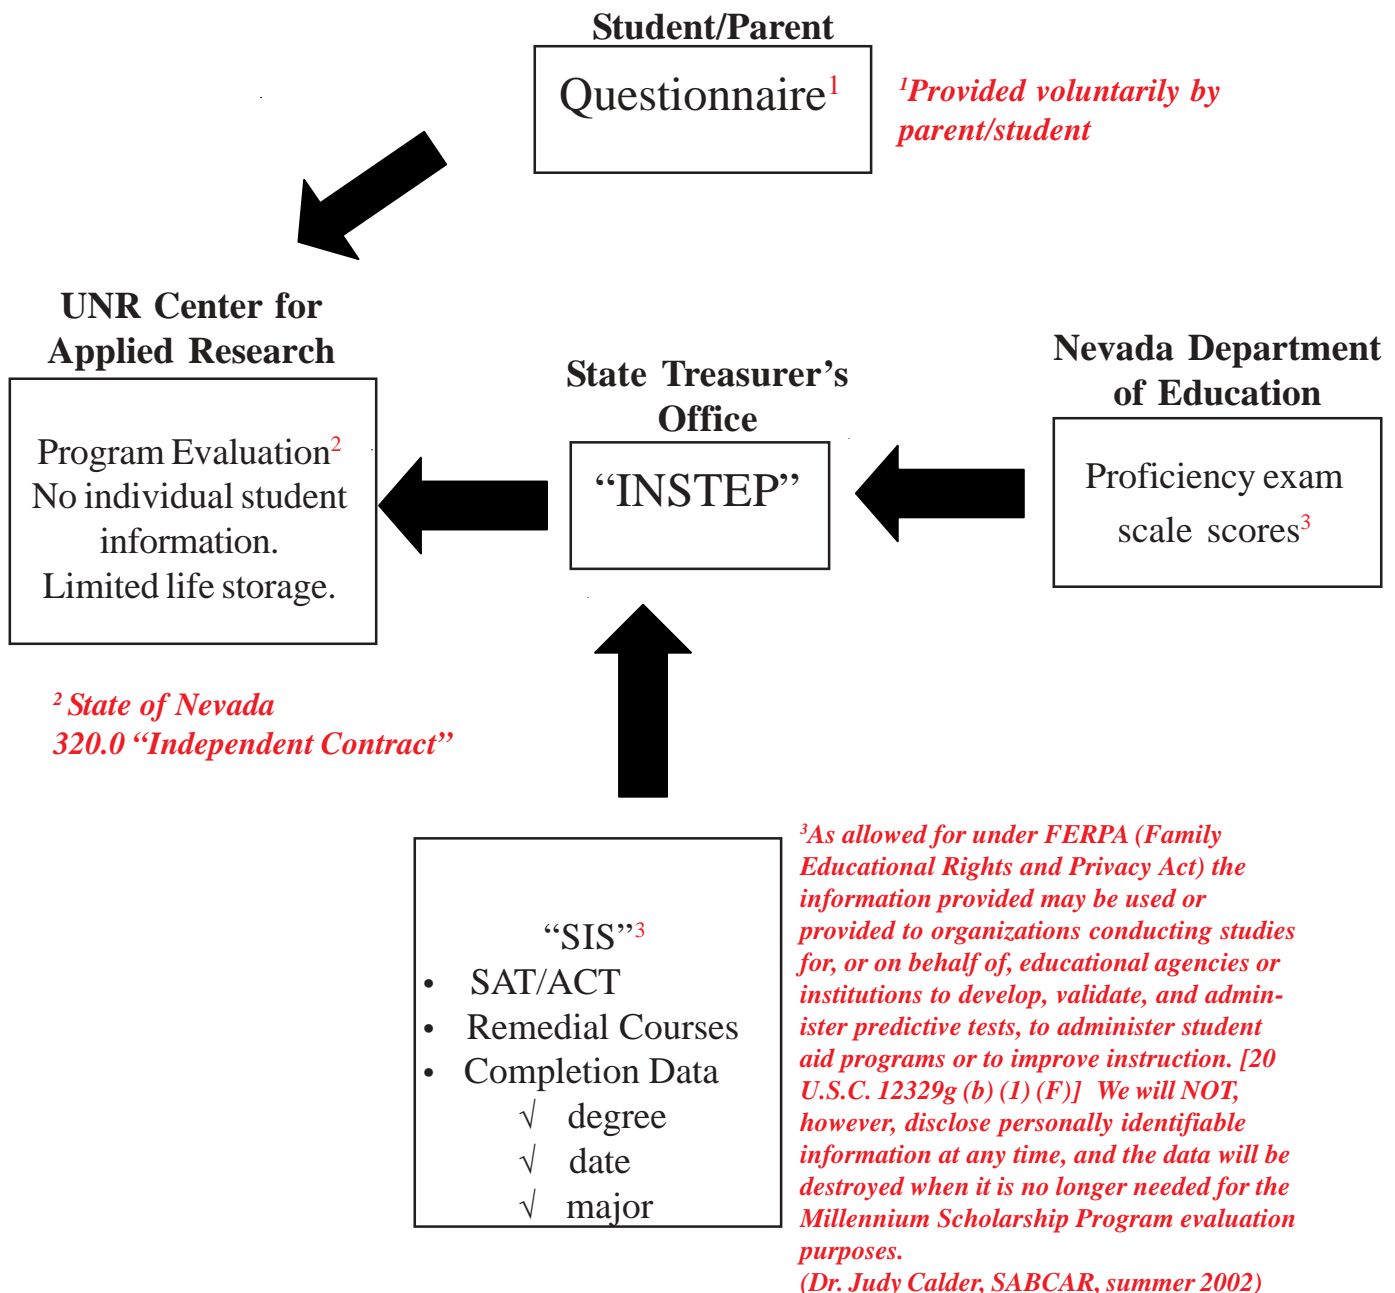 Student/Parent
Questionnaire¹
¹Provided voluntarily by
parent/student
UNR Center for
Applied Research
Program Evaluation²
No individual student
information.
Limited life storage.
² State of Nevada
320.0 “Independent Contract”
State Treasurer’s
Office
“INSTEP”
Nevada Department
of Education
Proficiency exam
scale scores³
“SIS”³
• SAT/ACT
• Remedial Courses
• Completion Data
√ degree
√ date
√ major
³As allowed for under FERPA (Family
Educational Rights and Privacy Act) the
information provided may be used or
provided to organizations conducting studies
for, or on behalf of, educational agencies or
institutions to develop, validate, and admin-
ister predictive tests, to administer student
aid programs or to improve instruction. [20
U.S.C. 12329g (b) (1) (F)] We will NOT,
however, disclose personally identifiable
information at any time, and the data will be
destroyed when it is no longer needed for the
Millennium Scholarship Program evaluation
purposes.
(Dr. Judy Calder, SABCAR, summer 2002)